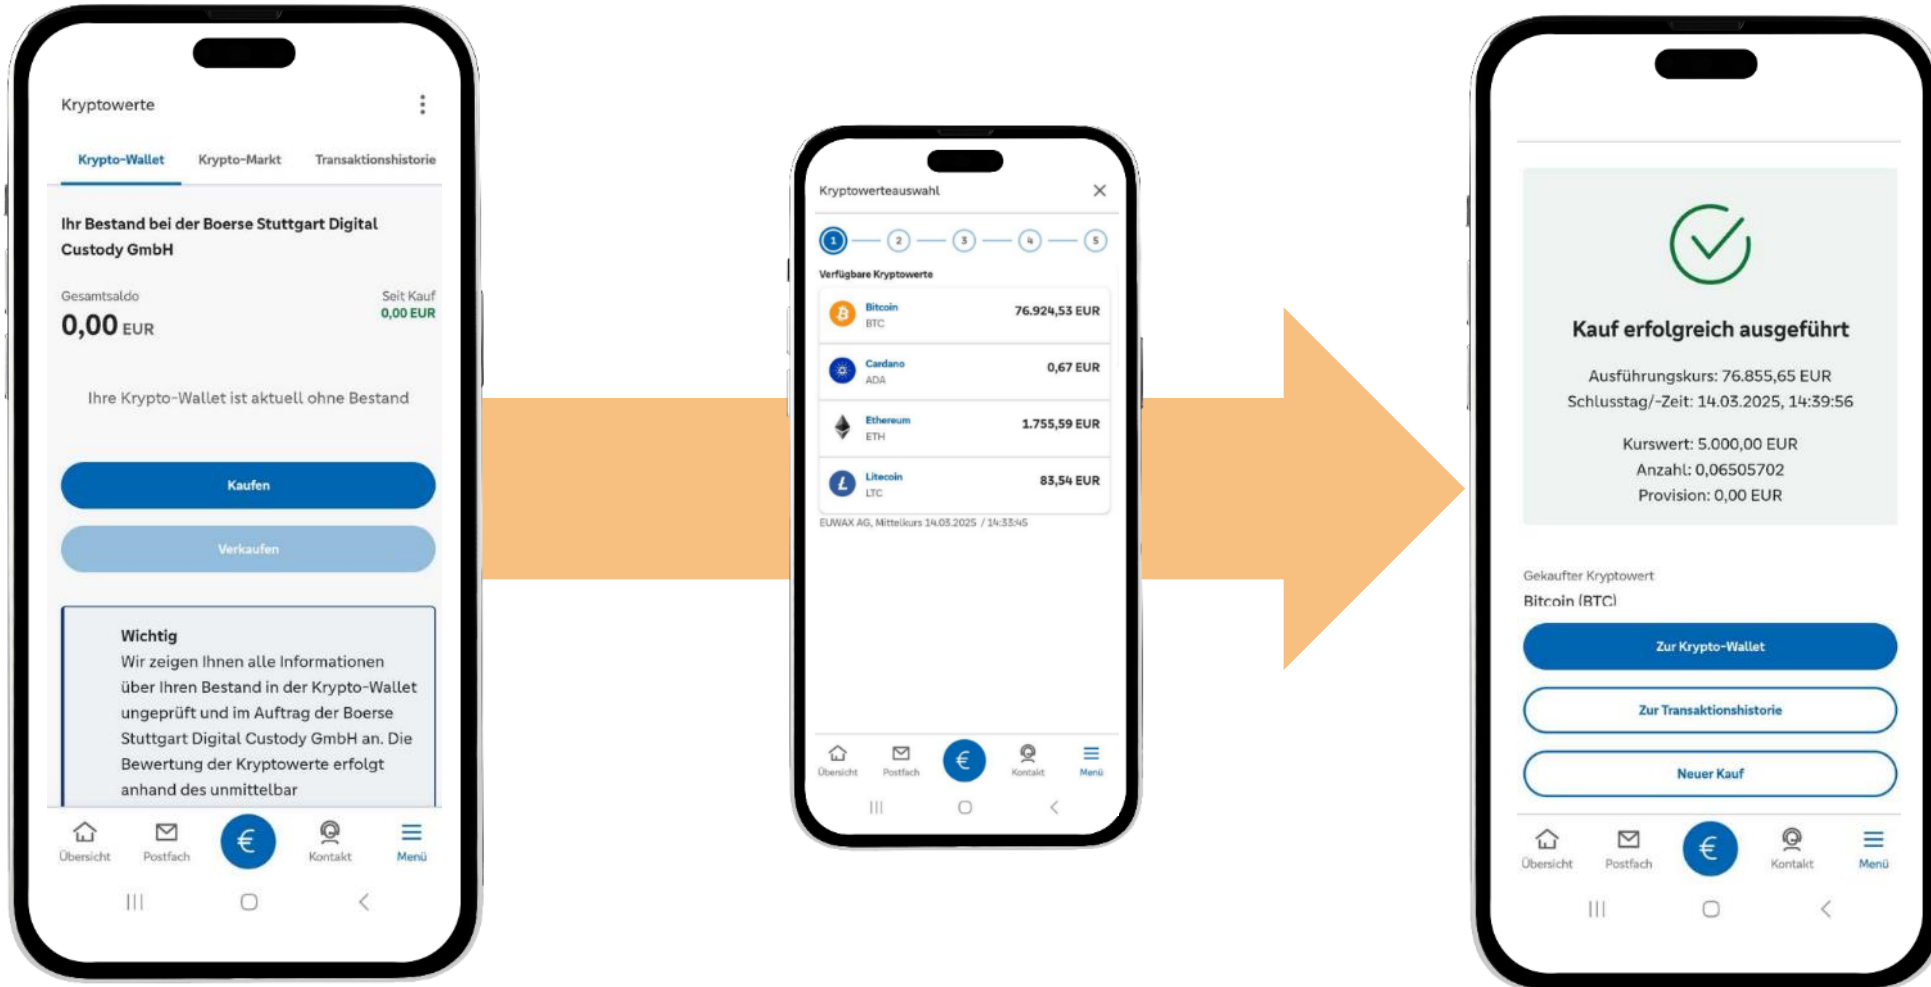 Kryptowerte
Krypto-Wallet Krypto-Markt Transaktionshistorie
Ihr Bestand bei der Boerse Stuttgart Digital
Custody GmbH
Gesamtsaldo Seit Kauf
0,00 EUR 0,00 EUR
Ihre Krypto-Wallet ist aktuell ohne Bestand
Kaufen
Verkaufen
Wichtig
Wir zeigen Ihnen alle Informationen
über Ihren Bestand in der Krypto-Wallet
ungeprüft und im Auftrag der Boerse
Stuttgart Digital Custody GmbH an. Die
Bewertung der Kryptowerte erfolgt
anhand des unmittelbar
Übersicht Postfach € Kontakt Menü
Kryptowerteauswahl
1 2 3 4 5
Verfügbare Kryptowerte
Bitcoin 76.924,53 EUR
BTC
Cardano 0,67 EUR
ADA
Ethereum 1.755,59 EUR
ETH
Litecoin 83,54 EUR
LTC
EUWAX AG, Mittelkurs 14.03.2025 / 14:33:45
Übersicht Postfach € Kontakt Menü
Kauf erfolgreich ausgeführt
Ausführungskurs: 76.855,65 EUR
Schlusstag/-Zeit: 14.03.2025, 14:39:56
Kurswert: 5.000,00 EUR
Anzahl: 0,06505702
Provision: 0,00 EUR
Gekaufter Kryptowert
Bitcoin (BTC)
Zur Krypto-Wallet
Zur Transaktionshistorie
Neuer Kauf
Übersicht Postfach € Kontakt Menü